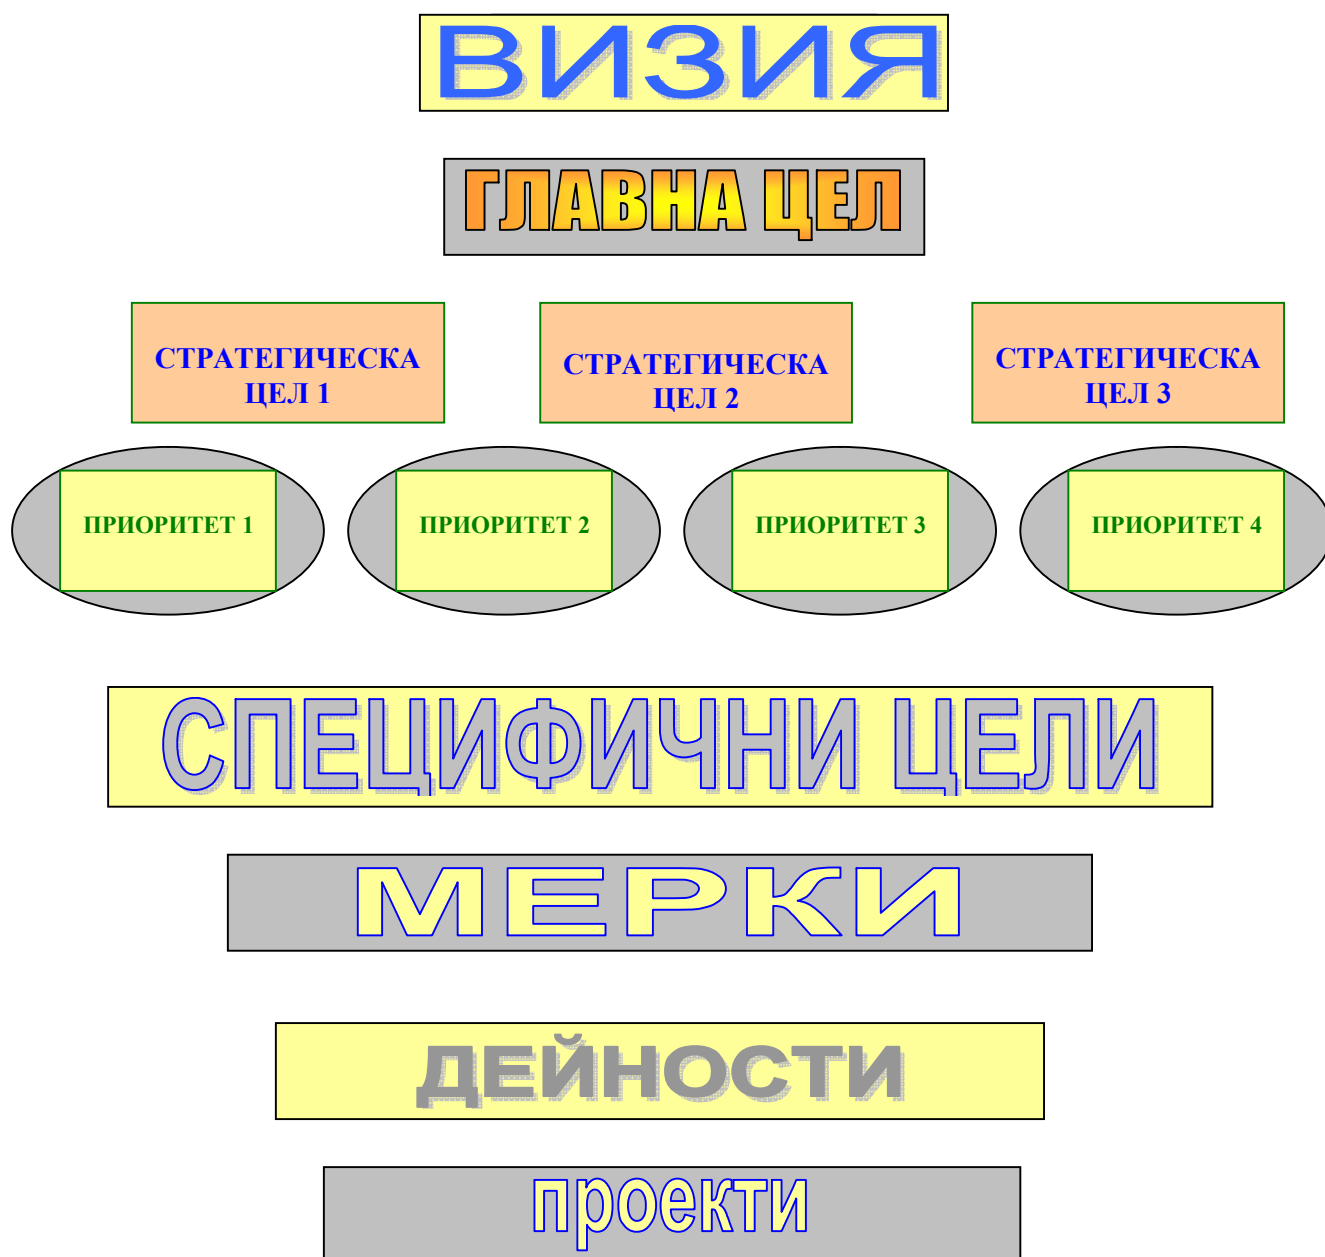 ВИЗИЯ
ГЛАВНА ЦЕЛ
СТРАТЕГИЧЕСКА
ЦЕЛ 1
СТРАТЕГИЧЕСКА
ЦЕЛ 2
СТРАТЕГИЧЕСКА
ЦЕЛ 3
ПРИОРИТЕТ 1
ПРИОРИТЕТ 2
ПРИОРИТЕТ 3
ПРИОРИТЕТ 4
СПЕЦИФИЧНИ ЦЕЛИ
МЕРКИ
ДЕЙНОСТИ
проекти